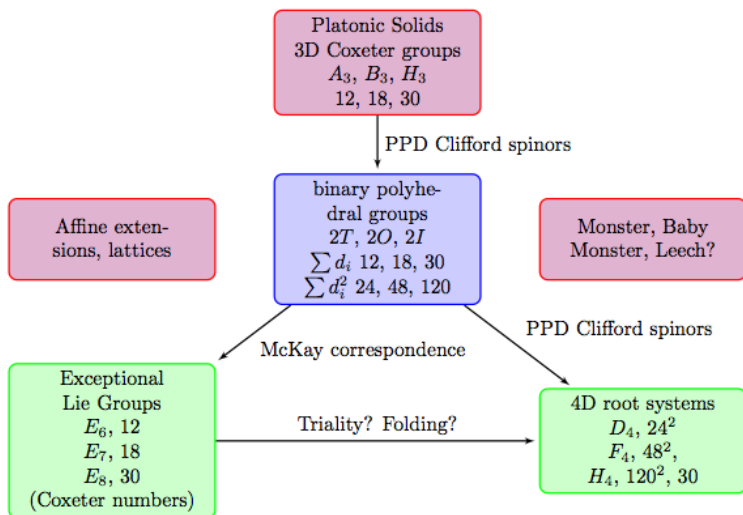 Platonic Solids
3D Coxeter groups
A₃, B₃, H₃
12, 18, 30
PPD Clifford spinors
binary polyhe-
dral groups
2T, 2O, 2I
∑ dᵢ 12, 18, 30
∑ dᵢ² 24, 48, 120
Affine exten-
sions, lattices
Monster, Baby
Monster, Leech?
McKay correspondence
PPD Clifford spinors
Exceptional
Lie Groups
E₆, 12
E₇, 18
E₈, 30
(Coxeter numbers)
Triality? Folding?
4D root systems
D₄, 24²
F₄, 48²,
H₄, 120², 30